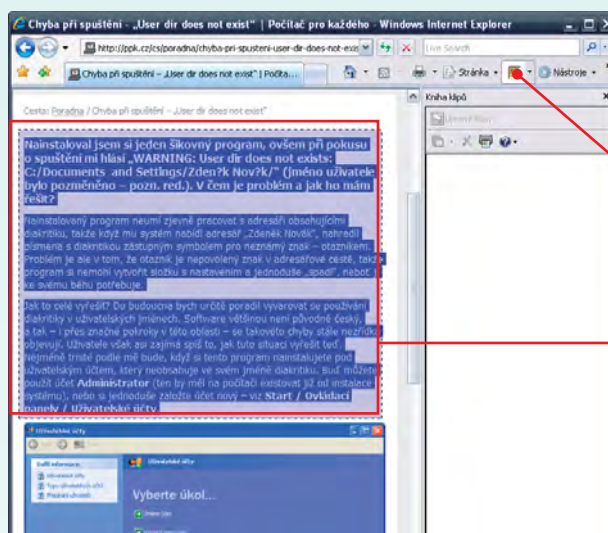 Chyba při spuštění - „User dir does not exist" | Počítač pro každého - Windows Internet Explorer
http://ppk.cz/cs/poradna/chyba-pri-spusteni-user-dir-does-not-exis
Live Search
Chyba při spuštění – „User dir does not exist" | Počíta...
Stránka
Nástroje
Cesta: Poradna / Chyba při spuštění – „User dir does not exist"
Kniha klipů
Nainstaloval jsem si jeden šikovný program, ovšem při pokusu
o spuštění mi hlásí „WARNING: User dir does not exists:
C:/Documents and Settings/Zden?k Nov?k/" (jméno uživatele
bylo pozměněno – pozn. red.). V čem je problém a jak ho mám
řešit?
Nainstalovaný program neumí zjevně pracovat s adresáři obsahujícími
diakritiku, takže když mu systém nabídl adresář „Zdeněk Novák", nahradil
písmena s diakritikou zástupným symbolem pro neznámý znak – otazníkem.
Problém je ale v tom, že otazník je nepovolený znak v adresářové cestě, takže
program si nemohl vytvořit složku s nastavením a jednoduše „spadl", neboť
ke svému běhu potřebuje.
Jak to celé vyřešit? Do budoucna bych určitě poradil vyvarovat se používání
diakritiky v uživatelských jménech. Software většinou není původně český,
a tak – i přes značné pokroky v této oblasti – se takovéto chyby stále nezřídka
objevují. Uživatele však asi zajímá spíš to, jak tuto situaci vyřešit teď.
Nejméně trnité podle mě bude, když si tento program nainstalujete pod
uživatelským účtem, který neobsahuje ve svém jméně diakritiku. Buď můžete
použít účet Administrator (ten by měl na počítači existovat již od instalace
systému), nebo si jednoduše založte účet nový – viz Start / Ovládací
panely / Uživatelské účty.
Uživatelské účty
Další informace
Uživatelské účty
Uživatelské účty
Vyberte úkol...